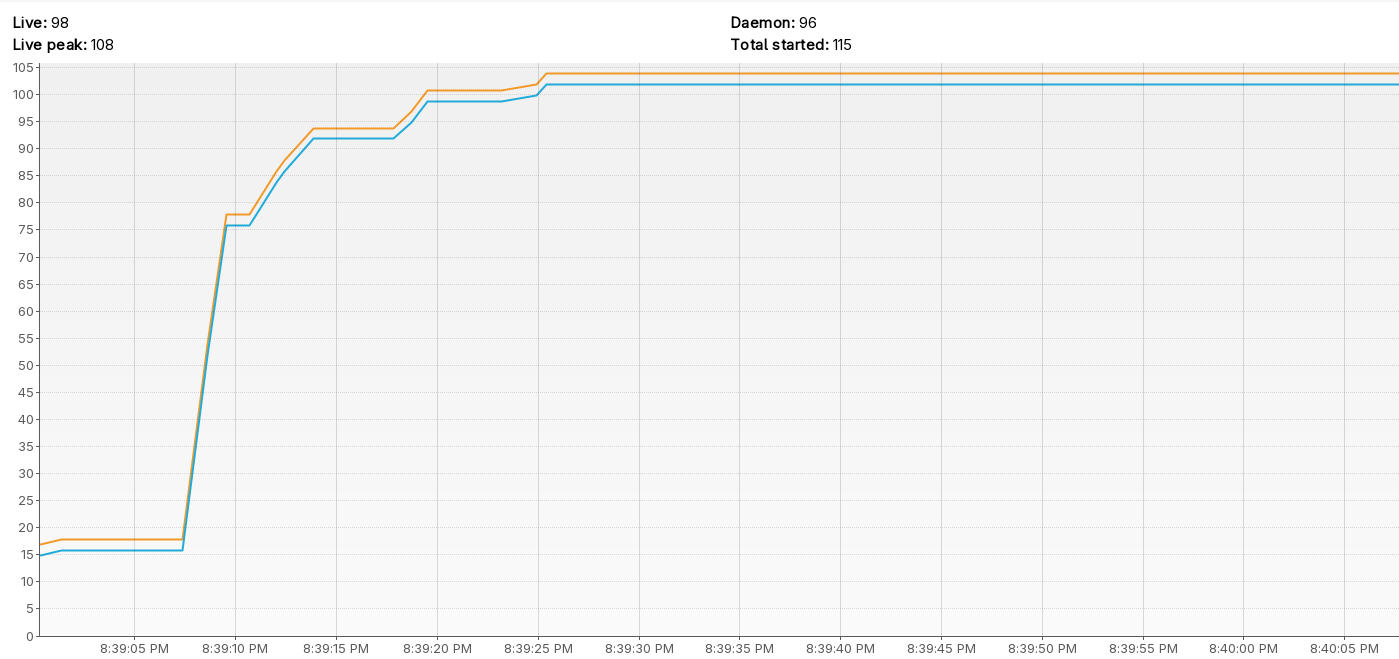 Live: 98
Daemon: 96
Live peak: 108
Total started: 115
105
100
95
90
85
80
75
70
65
60
55
50
45
40
35
30
25
20
15
10
5
0
8:39:05 PM
8:39:10 PM
8:39:15 PM
8:39:20 PM
8:39:25 PM
8:39:30 PM
8:39:35 PM
8:39:40 PM
8:39:45 PM
8:39:50 PM
8:39:55 PM
8:40:00 PM
8:40:05 PM